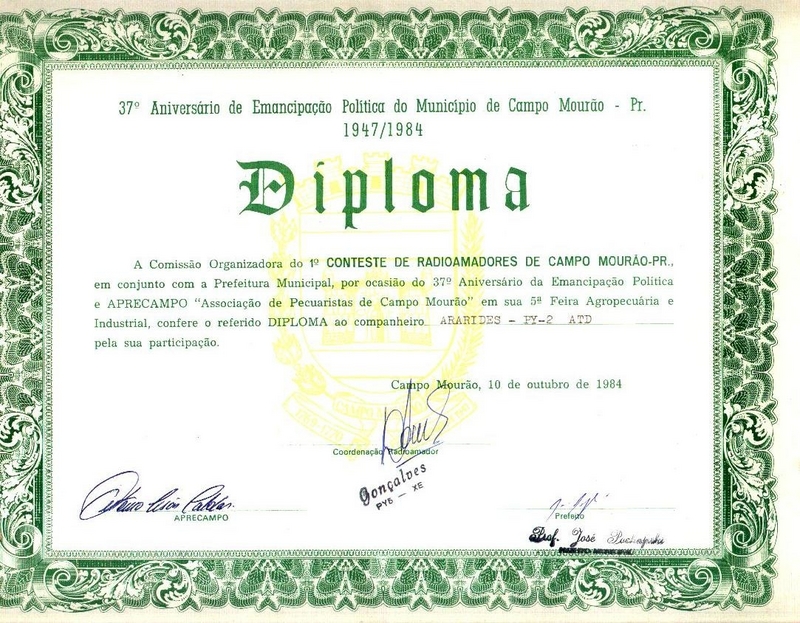 37º Aniversário de Emancipação Política do Município de Campo Mourão - Pr.
1947/1984
Diploma
A Comissão Organizadora do 1º CONTESTE DE RADIOAMADORES DE CAMPO MOURÃO-PR.,
em conjunto com a Prefeitura Municipal, por ocasião do 37º Aniversário da Emancipação Política
e APRECAMPO "Associação de Pecuaristas de Campo Mourão" em sua 5ª Feira Agropecuária e
Industrial, confere o referido DIPLOMA ao companheiro ARARIDES - PY-2 ATD
pela sua participação.
Campo Mourão, 10 de outubro de 1984
Coordenação Radioamador
Gonçalves
PY5 — XE
APRECAMPO
Prefeito
Prof. José